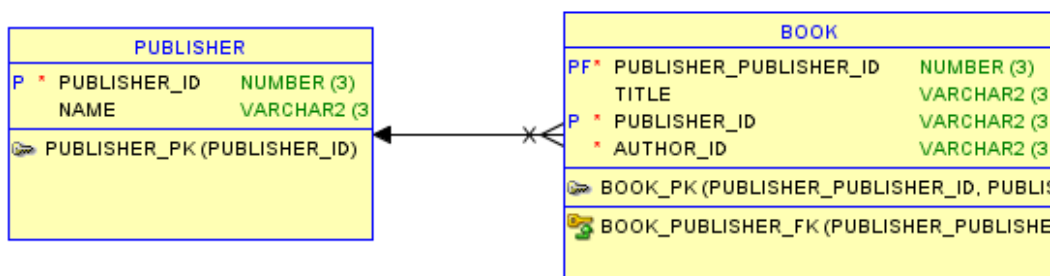 PUBLISHER
P * PUBLISHER_ID NUMBER (3)
NAME VARCHAR2 (3
PUBLISHER_PK (PUBLISHER_ID)
BOOK
PF* PUBLISHER_PUBLISHER_ID NUMBER (3)
TITLE VARCHAR2 (3
P * PUBLISHER_ID VARCHAR2 (3
* AUTHOR_ID VARCHAR2 (3
BOOK_PK (PUBLISHER_PUBLISHER_ID, PUBLIS
BOOK_PUBLISHER_FK (PUBLISHER_PUBLISHE